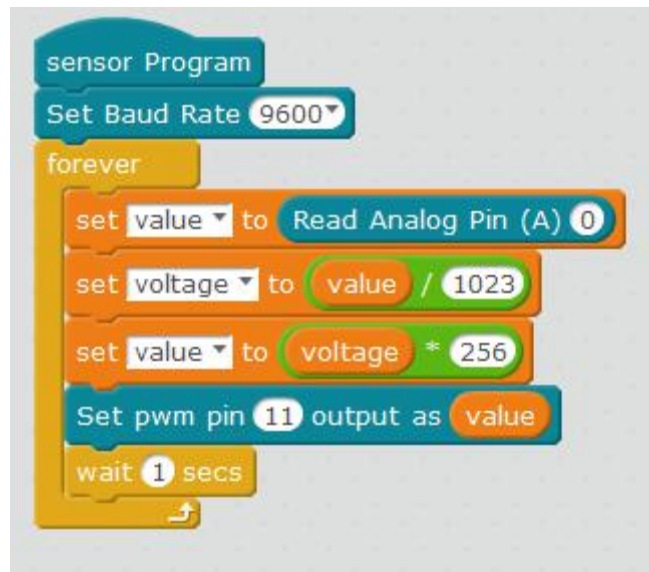 sensor Program
Set Baud Rate 9600
forever
set value to Read Analog Pin (A) 0
set voltage to value / 1023
set value to voltage * 256
Set pwm pin 11 output as value
wait 1 secs